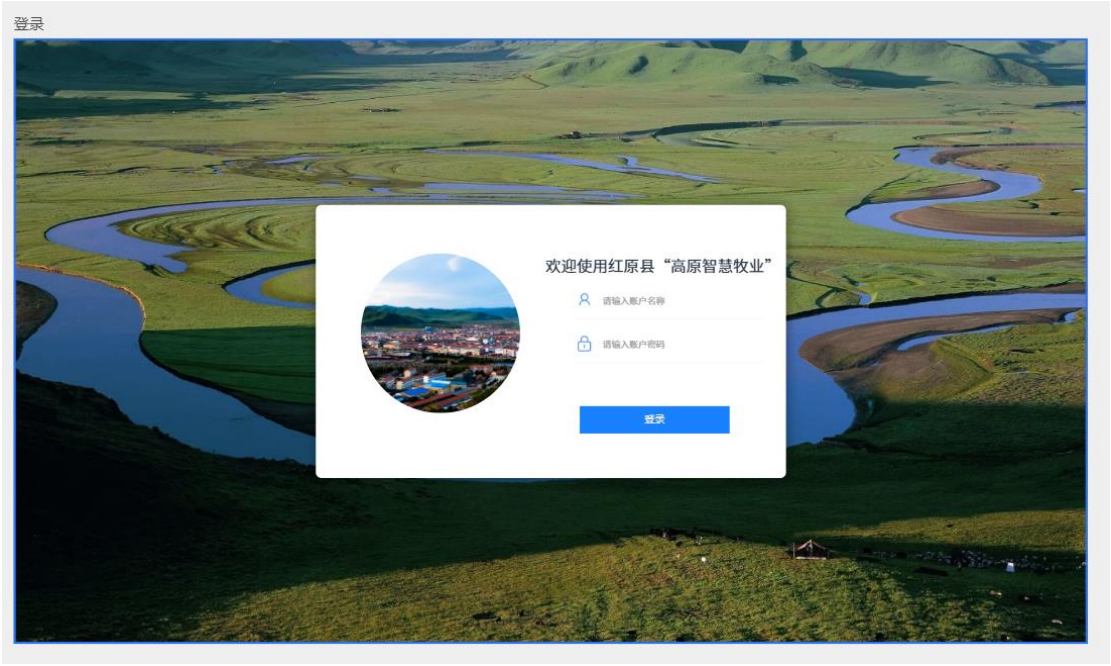 登录
欢迎使用红原县“高原智慧牧业”
请输入账户名称
请输入账户密码
登录